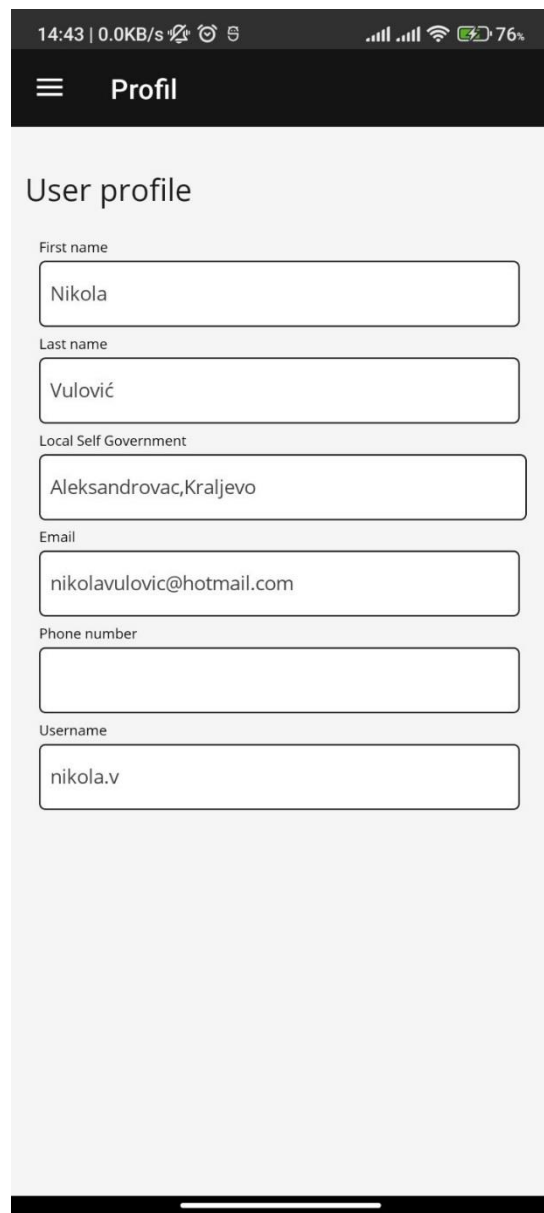 14:43 | 0.0KB/s 76%
Profil
User profile
First name
Nikola
Last name
Vulović
Local Self Government
Aleksandrovac,Kraljevo
Email
nikolavulovic@hotmail.com
Phone number
Username
nikola.v